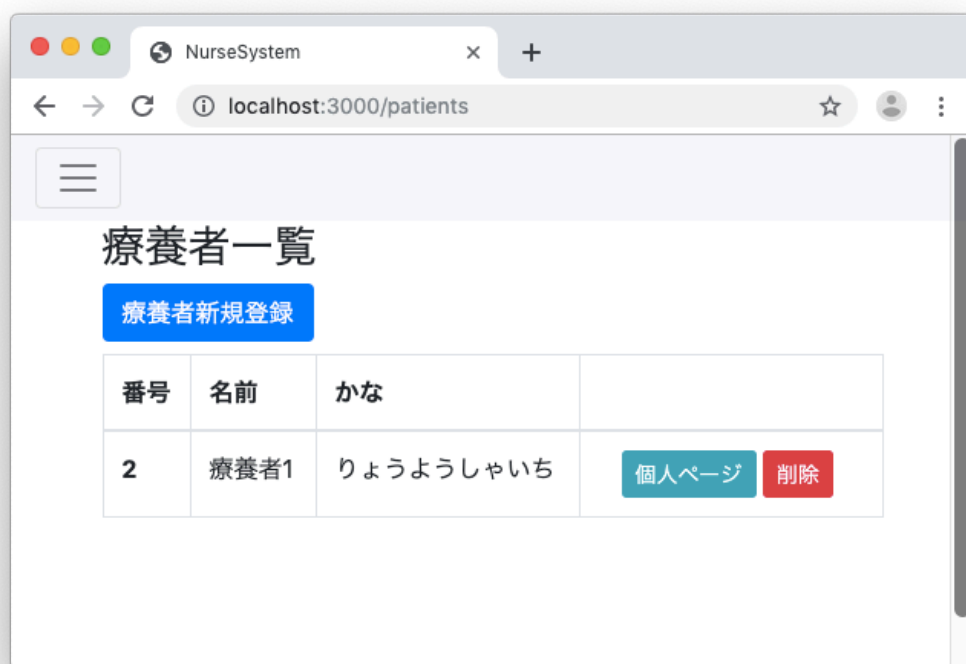 NurseSystem
localhost:3000/patients
療養者一覧
療養者新規登録
番号 名前 かな
2 療養者1 りょうようしゃいち 個人ページ 削除